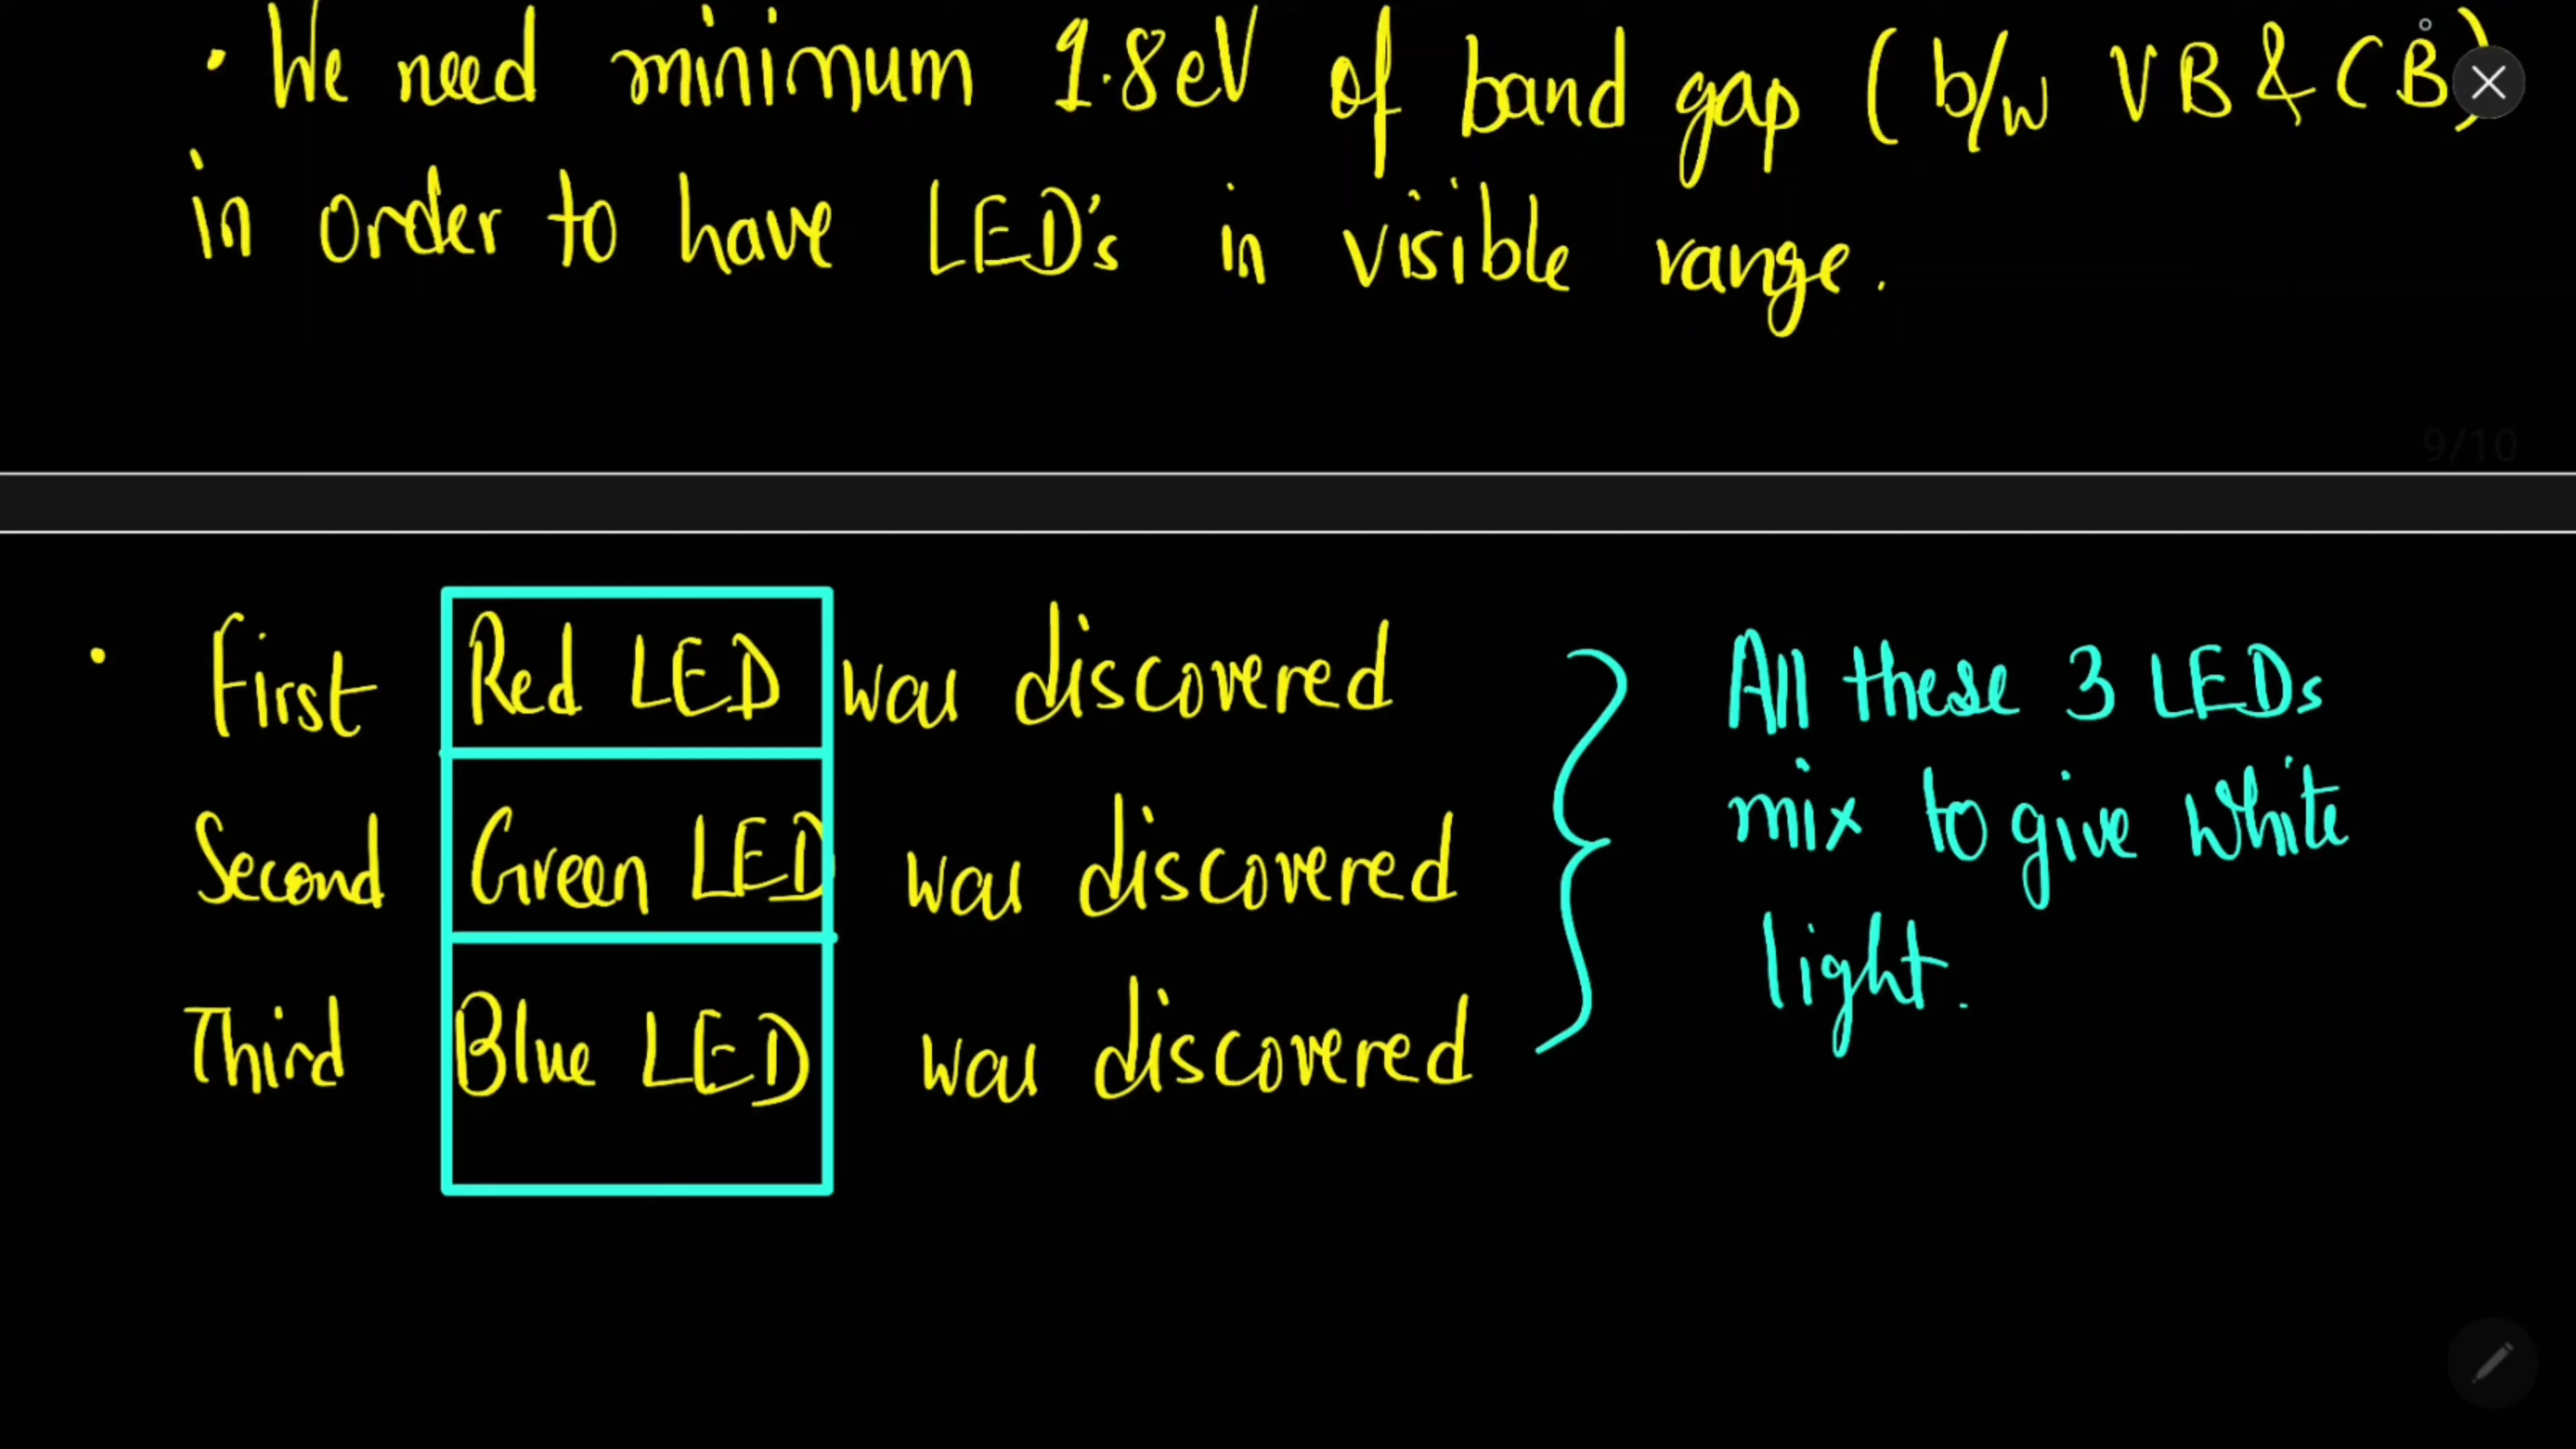 • We need minimum 1.8eV of band gap (b/w VB & CB)
in order to have LED's in visible range.
9/10
• First Red LED was discovered
Second Green LED was discovered
Third Blue LED was discovered
All these 3 LEDs
mix to give White
light.